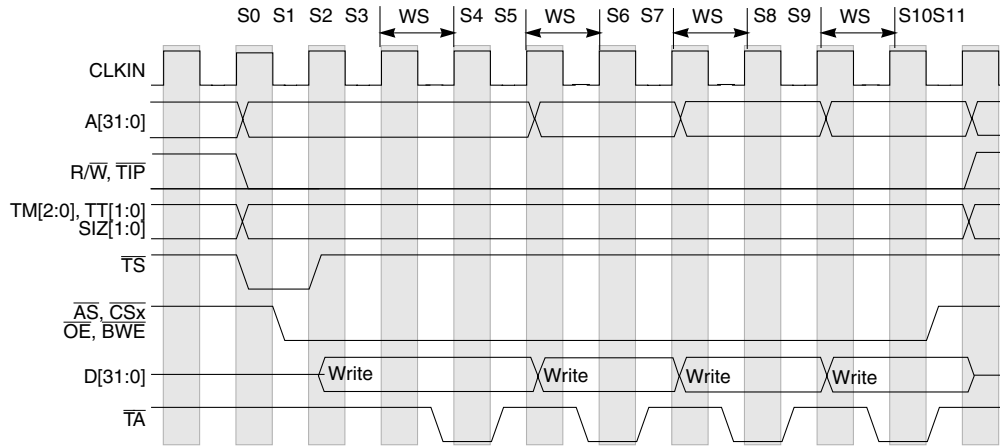 S0 S1 S2 S3 WS S4 S5 WS S6 S7 WS S8 S9 WS S10S11
CLKIN
A[31:0]
R/W, TIP
TM[2:0], TT[1:0]
SIZ[1:0]
TS
AS, CSx
OE, BWE
D[31:0] Write Write Write Write
TA